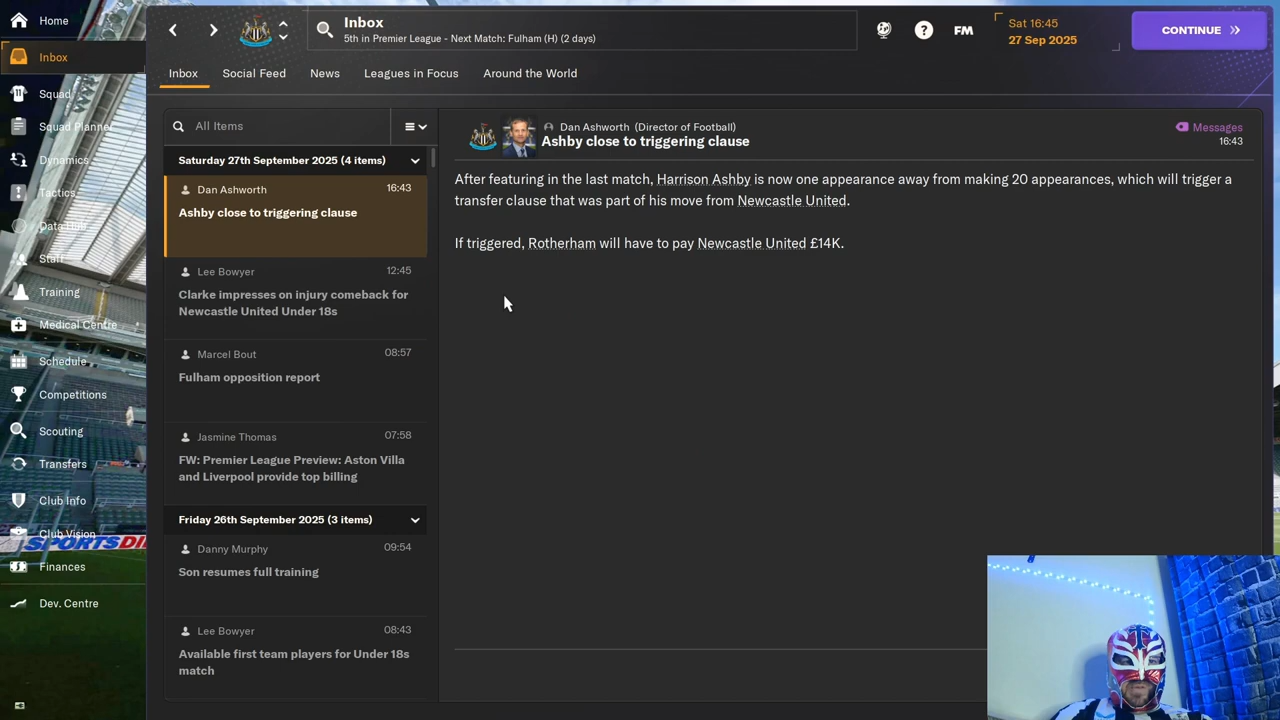 Home
Inbox
Squad
Squad Planner
Dynamics
Tactics
Data Hub
Staff
Training
Medical Centre
Schedule
Competitions
Scouting
Transfers
Club Info
Club Vision
Finances
Dev. Centre
SPORTS DI
Inbox
5th in Premier League - Next Match: Fulham (H) (2 days)
?
FM
Sat 16:45
27 Sep 2025
CONTINUE
Inbox
Social Feed
News
Leagues in Focus
Around the World
All Items
Saturday 27th September 2025 (4 items)
Dan Ashworth
16:43
Ashby close to triggering clause
Lee Bowyer
12:45
Clarke impresses on injury comeback for
Newcastle United Under 18s
Marcel Bout
08:57
Fulham opposition report
Jasmine Thomas
07:58
FW: Premier League Preview: Aston Villa
and Liverpool provide top billing
Friday 26th September 2025 (3 items)
Danny Murphy
09:54
Son resumes full training
Lee Bowyer
08:43
Available first team players for Under 18s
match
Dan Ashworth (Director of Football)
Ashby close to triggering clause
Messages
16:43
After featuring in the last match, Harrison Ashby is now one appearance away from making 20 appearances, which will trigger a
transfer clause that was part of his move from Newcastle United.
If triggered, Rotherham will have to pay Newcastle United £14K.